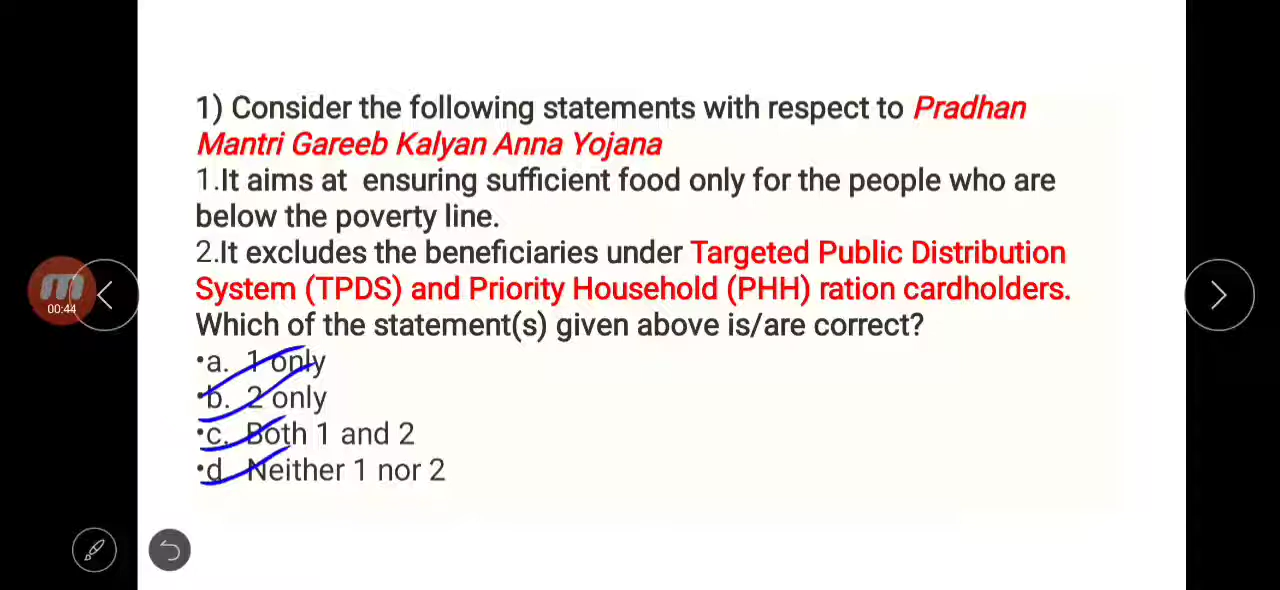 1) Consider the following statements with respect to Pradhan
Mantri Gareeb Kalyan Anna Yojana
1.It aims at ensuring sufficient food only for the people who are
below the poverty line.
2.It excludes the beneficiaries under Targeted Public Distribution
System (TPDS) and Priority Household (PHH) ration cardholders.
Which of the statement(s) given above is/are correct?
•a. 1 only
•b. 2 only
•c. Both 1 and 2
•d. Neither 1 nor 2
00:44